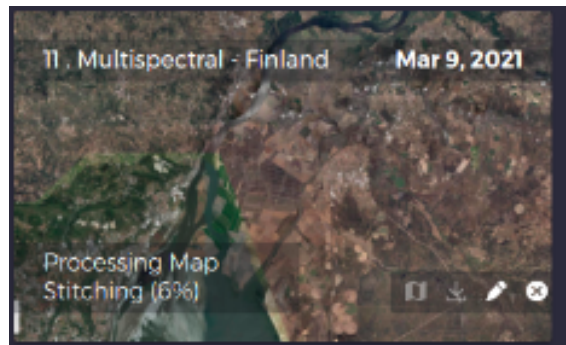 11 . Multispectral - Finland Mar 9, 2021
Processing Map
Stitching (6%)